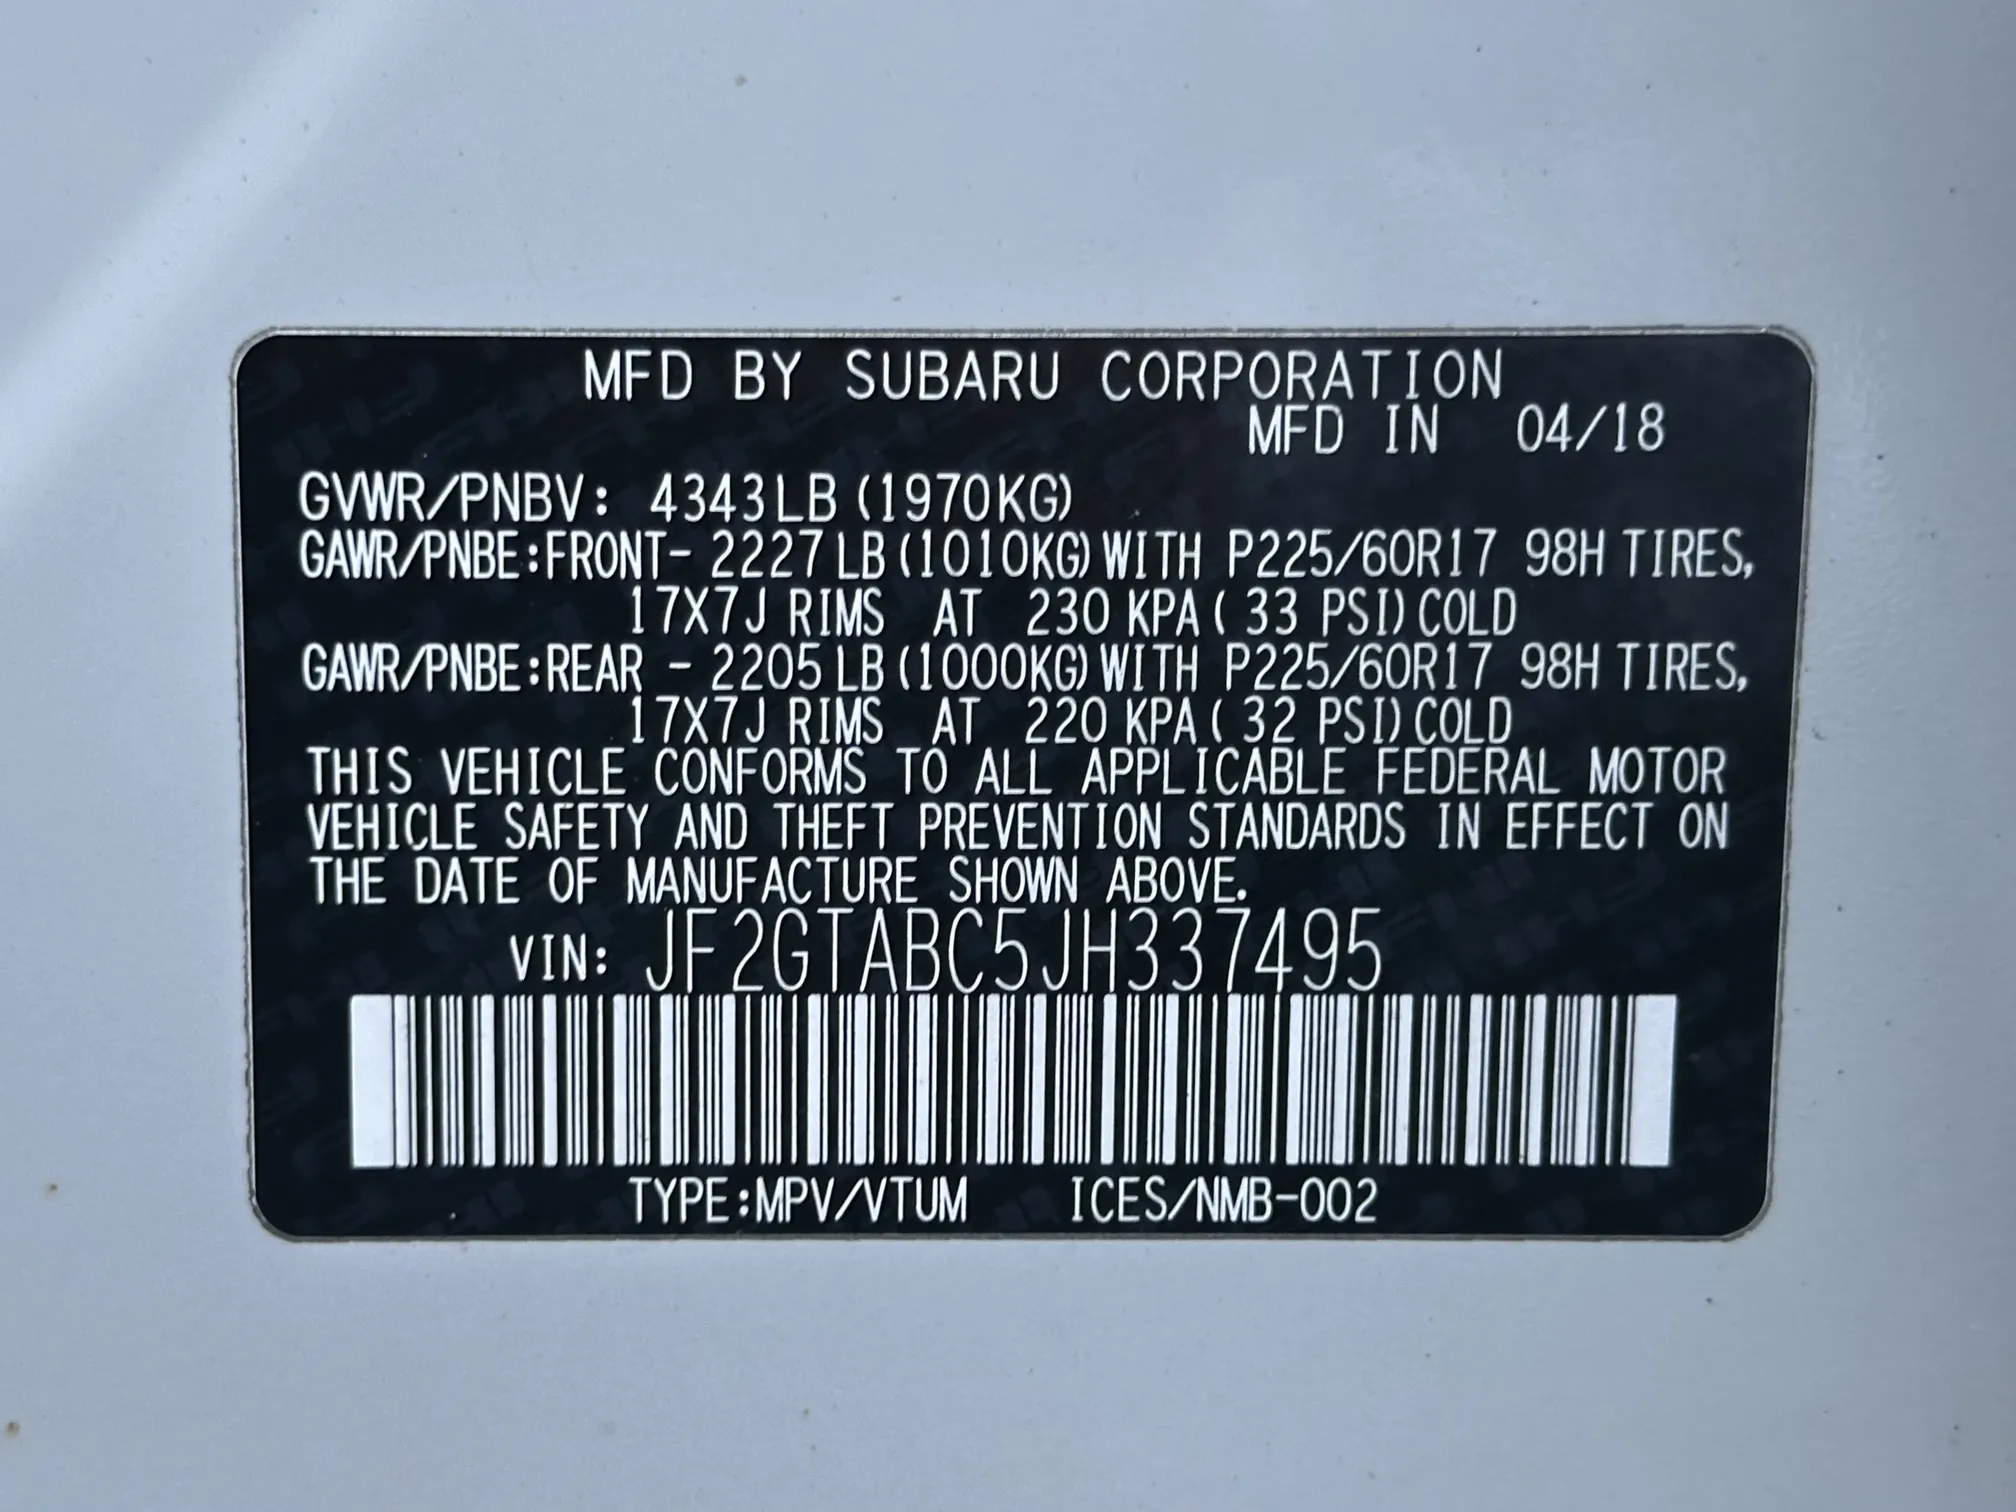 MFD BY SUBARU CORPORATION
MFD IN 04/18
GVWR/PNBV: 4343LB(1970KG)
GAWR/PNBE:FRONT- 2227LB(1010KG)WITH P225/60R17 98H TIRES,
17X7J RIMS AT 230 KPA( 33 PSI)COLD
GAWR/PNBE:REAR - 2205LB(1000KG)WITH P225/60R17 98H TIRES,
17X7J RIMS AT 220 KPA( 32 PSI)COLD
THIS VEHICLE CONFORMS TO ALL APPLICABLE FEDERAL MOTOR
VEHICLE SAFETY AND THEFT PREVENTION STANDARDS IN EFFECT ON
THE DATE OF MANUFACTURE SHOWN ABOVE.
VIN: JF2GTABC5JH337495
TYPE:MPV/VTUM ICES/NMB-002